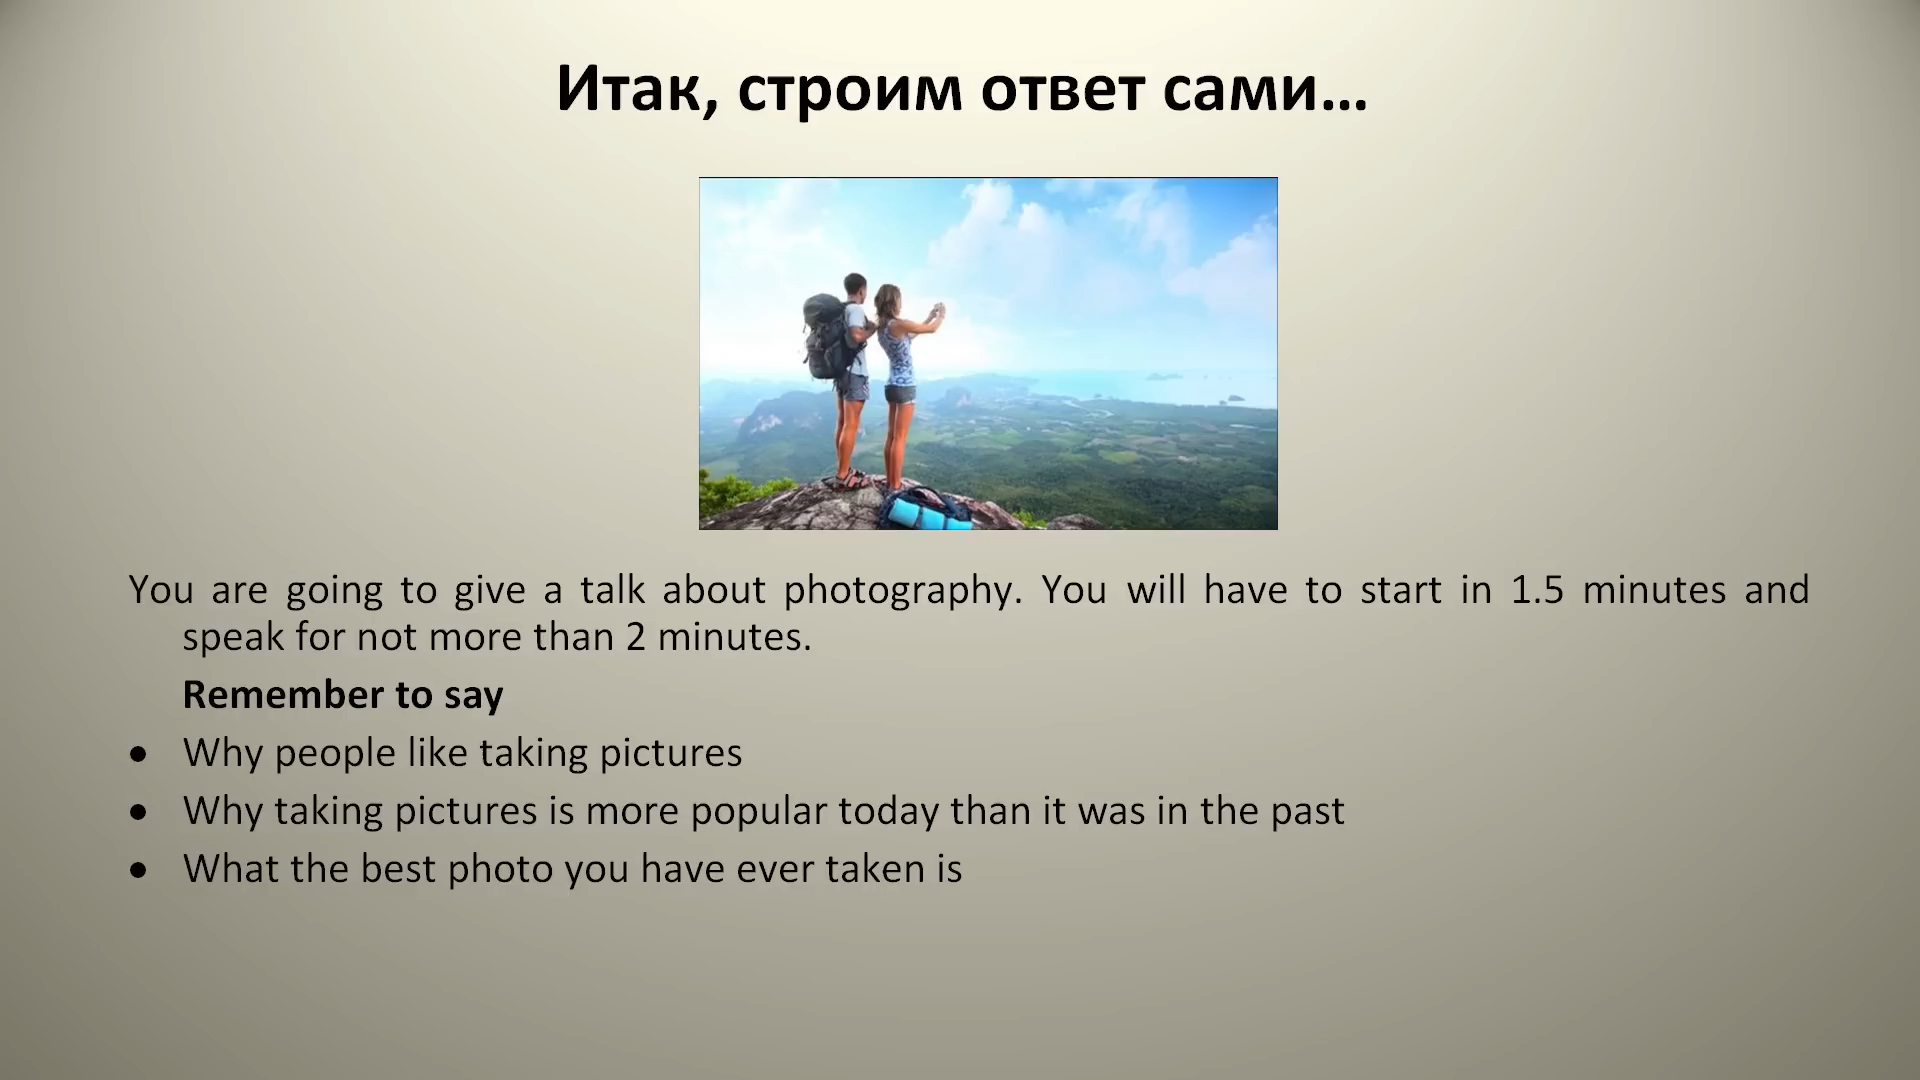 Итак, строим ответ сами…
You are going to give a talk about photography. You will have to start in 1.5 minutes and
speak for not more than 2 minutes.
Remember to say
• Why people like taking pictures
• Why taking pictures is more popular today than it was in the past
• What the best photo you have ever taken is